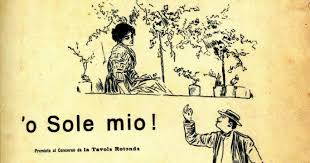 'o Sole mio!
Premiata al Concorso de la Tavola Rotonda